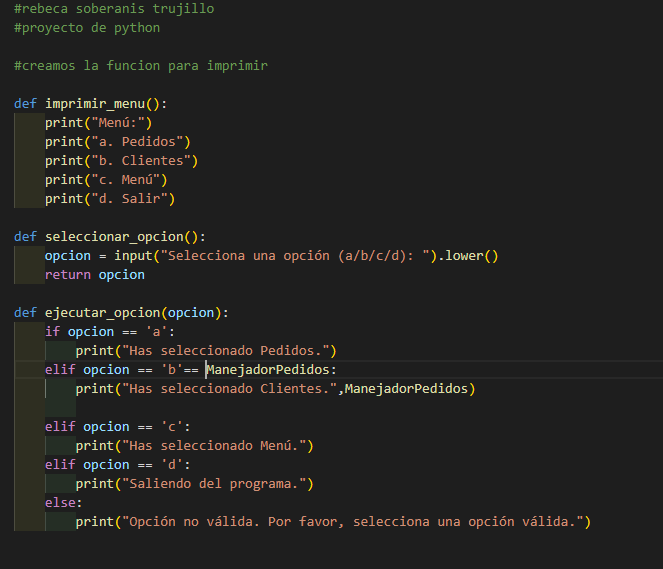 #rebeca soberanis trujillo
#proyecto de python
#creamos la funcion para imprimir
def imprimir_menu():
    print("Menú:")
    print("a. Pedidos")
    print("b. Clientes")
    print("c. Menú")
    print("d. Salir")
def seleccionar_opcion():
    opcion = input("Selecciona una opción (a/b/c/d): ").lower()
    return opcion
def ejecutar_opcion(opcion):
    if opcion == 'a':
        print("Has seleccionado Pedidos.")
    elif opcion == 'b'== ManejadorPedidos:
        print("Has seleccionado Clientes.",ManejadorPedidos)
    elif opcion == 'c':
        print("Has seleccionado Menú.")
    elif opcion == 'd':
        print("Saliendo del programa.")
    else:
        print("Opción no válida. Por favor, selecciona una opción válida.")